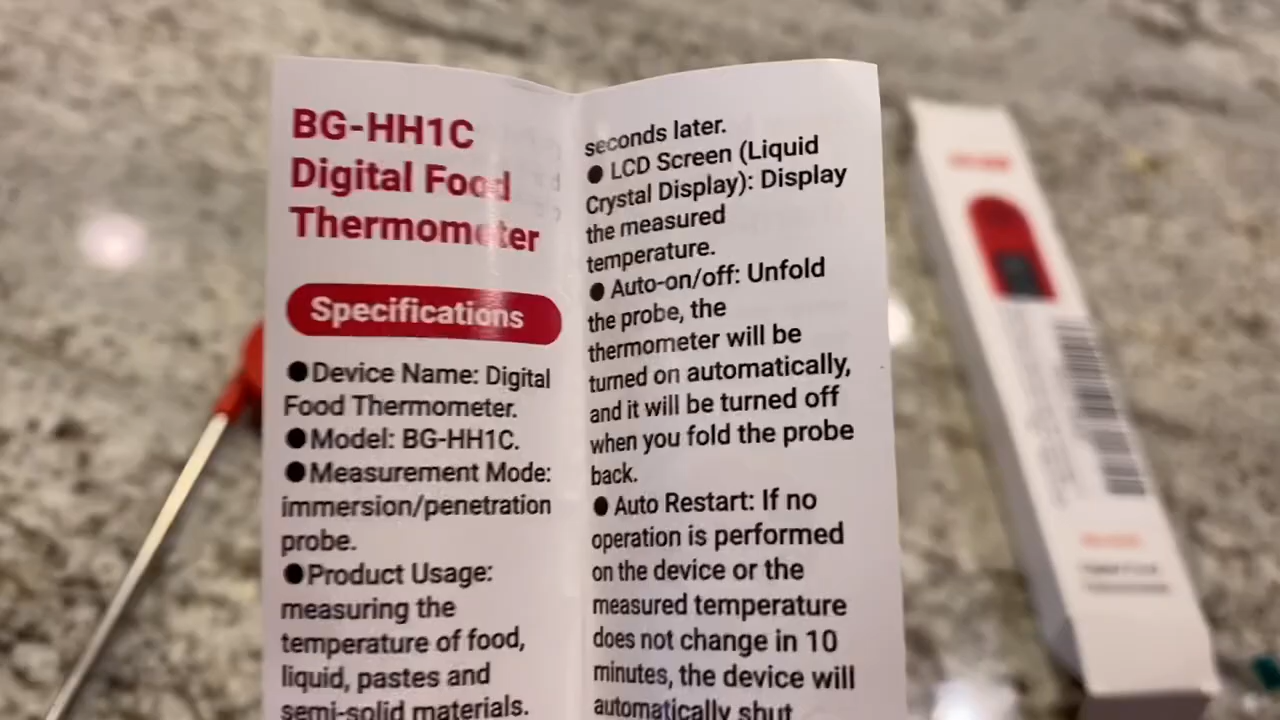 BG-HH1C
Digital Food
Thermometer
Specifications
●Device Name: Digital
Food Thermometer.
●Model: BG-HH1C.
●Measurement Mode:
immersion/penetration
probe.
●Product Usage:
measuring the
temperature of food,
liquid, pastes and
semi-solid materials.
seconds later.
● LCD Screen (Liquid
Crystal Display): Display
the measured
temperature.
● Auto-on/off: Unfold
the probe, the
thermometer will be
turned on automatically,
and it will be turned off
when you fold the probe
back.
● Auto Restart: If no
operation is performed
on the device or the
measured temperature
does not change in 10
minutes, the device will
automatically shut